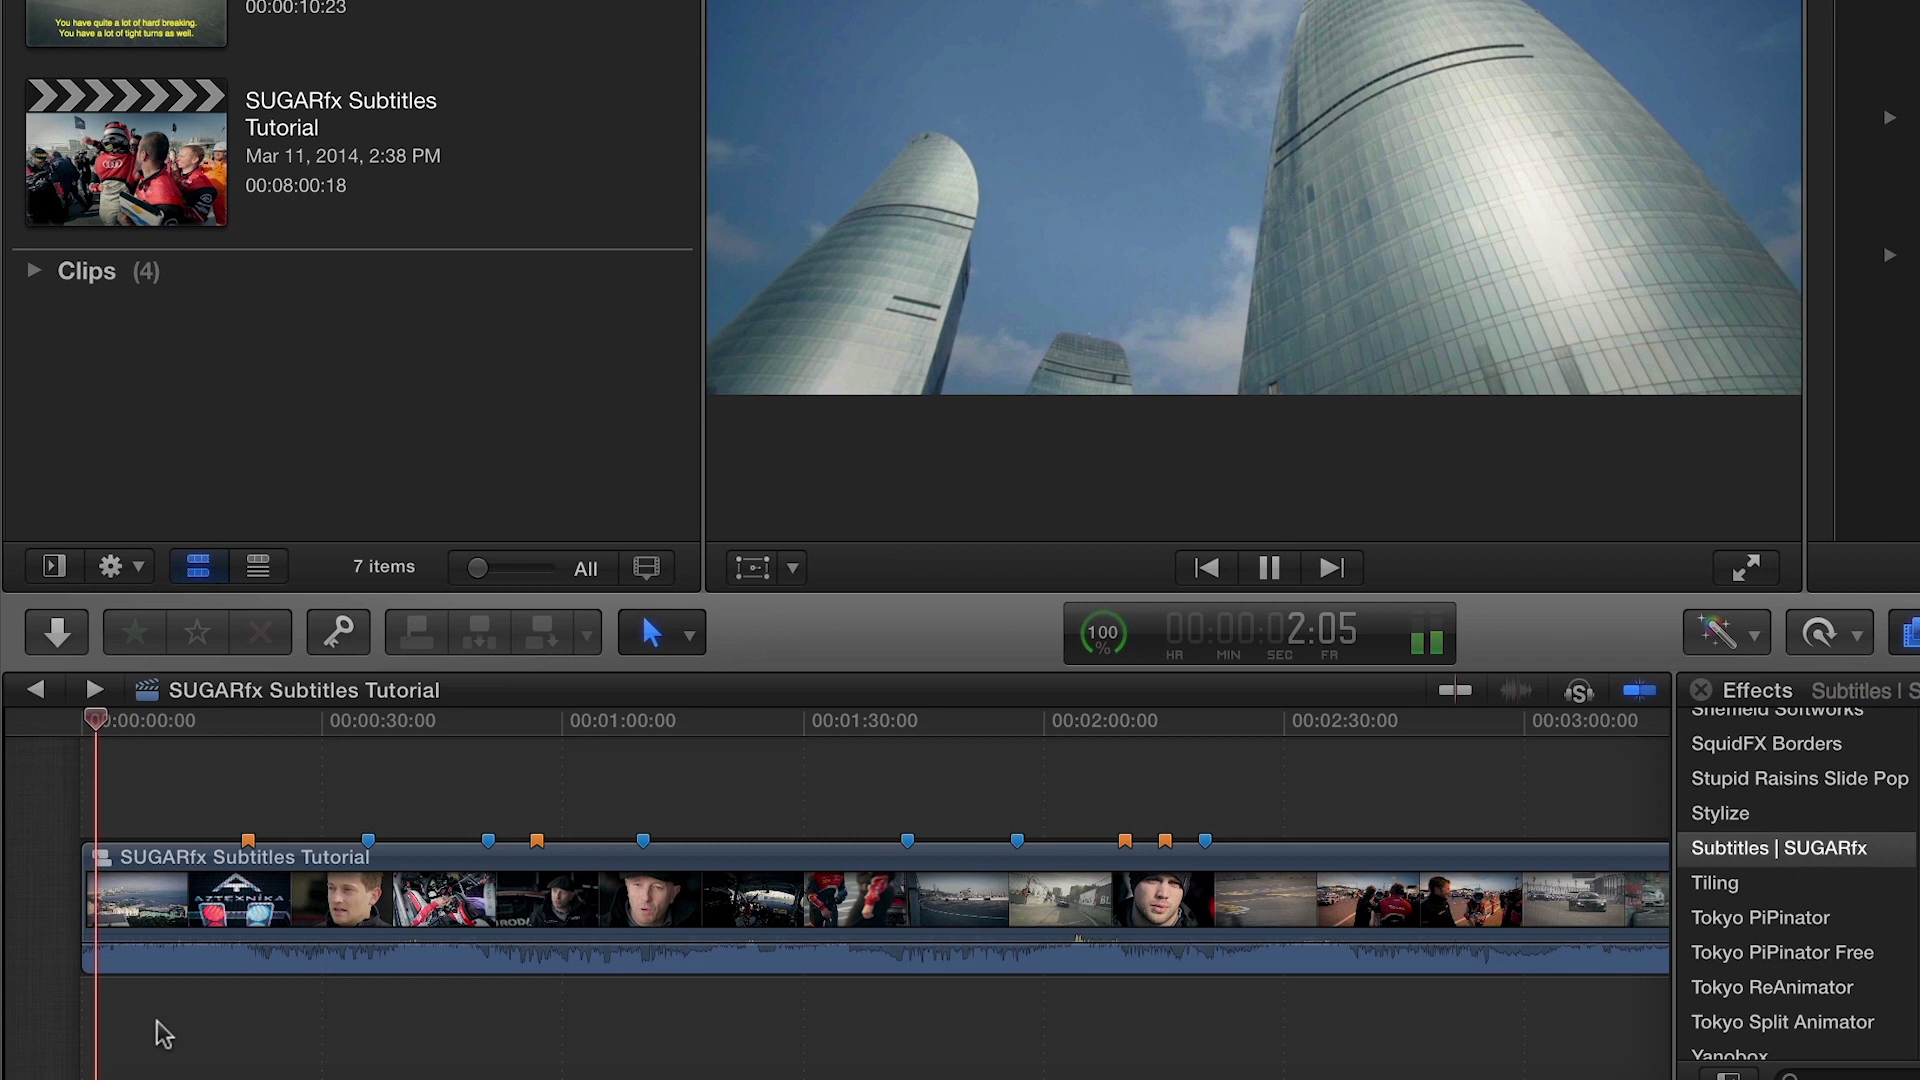 00:00:10:23
You have quite a lot of hard breaking.
You have a lot of tight turns as well.
SUGARfx Subtitles
Tutorial
Mar 11, 2014, 2:38 PM
00:08:00:18
Clips (4)
7 items
All
100
%
00:00:02:05
HR MIN SEC FR
SUGARfx Subtitles Tutorial
Effects
00:00:30:00
00:01:00:00
00:01:30:00
00:02:00:00
00:02:30:00
00:03:00:00
SUGARfx Subtitles Tutorial
AZTEXNIKA
Sheffield Softworks
SquidFX Borders
Stupid Raisins Slide Pop
Stylize
Subtitles | SUGARfx
Tiling
Tokyo PiPinator
Tokyo PiPinator Free
Tokyo ReAnimator
Tokyo Split Animator
Yanobox